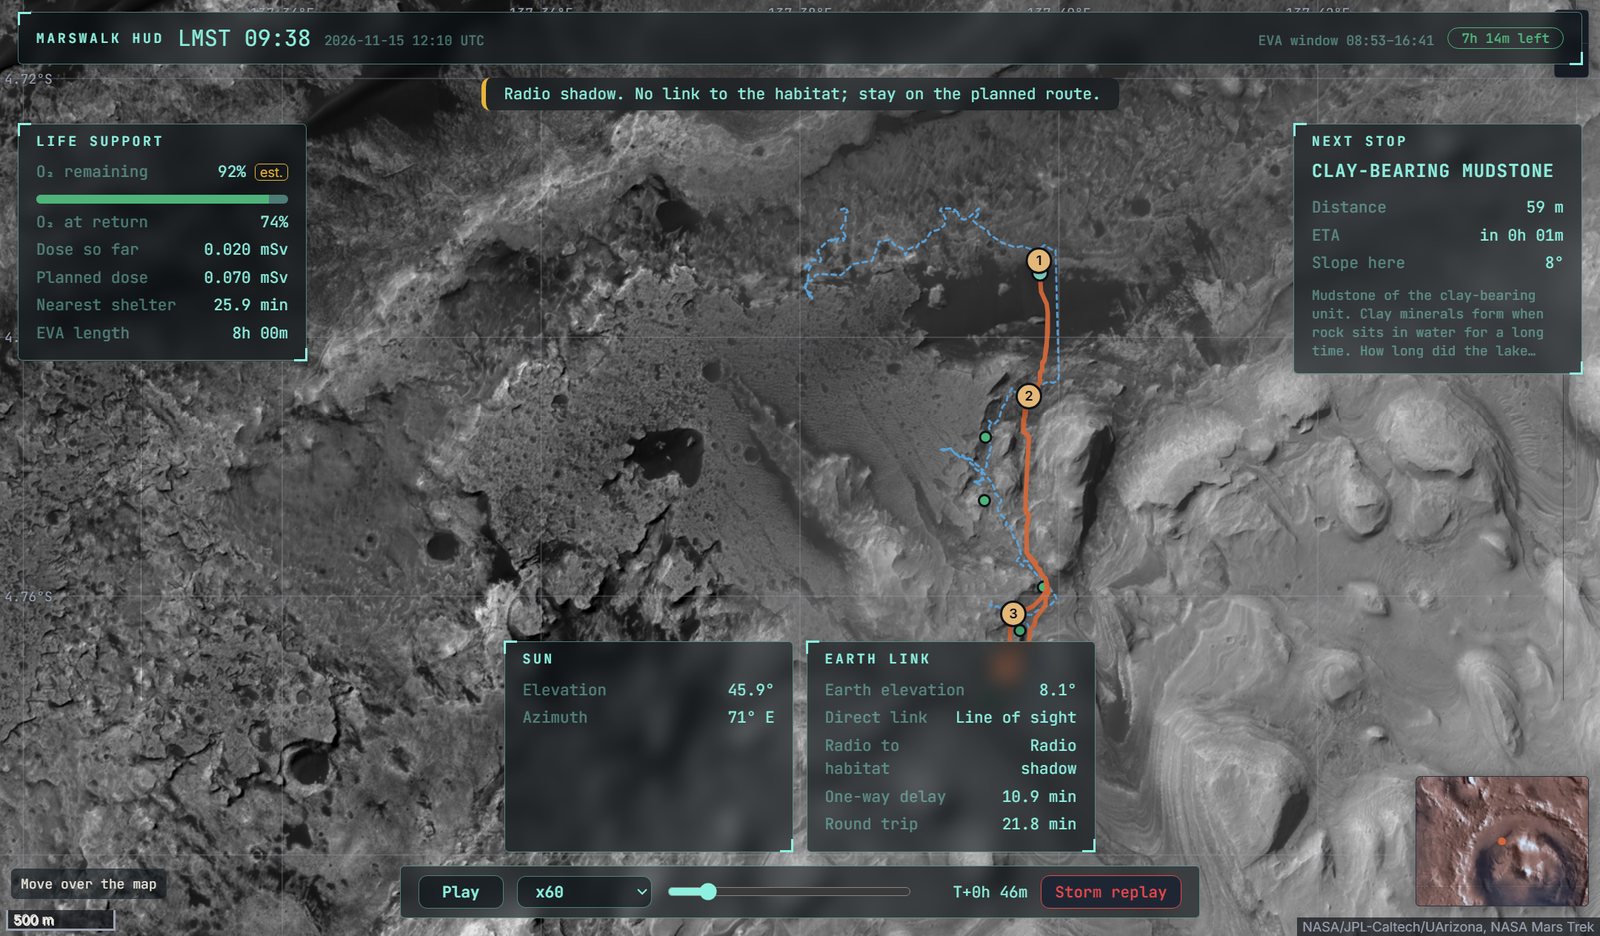 MARSWALK HUD LMST 09:38 2026-11-15 12:10 UTC
EVA window 08:53–16:41 7h 14m left
4.72°S
Radio shadow. No link to the habitat; stay on the planned route.
LIFE SUPPORT
O₂ remaining 92% est.
O₂ at return 74%
Dose so far 0.020 mSv
Planned dose 0.070 mSv
Nearest shelter 25.9 min
EVA length 8h 00m
NEXT STOP
CLAY-BEARING MUDSTONE
Distance 59 m
ETA in 0h 01m
Slope here 8°
Mudstone of the clay-bearing
unit. Clay minerals form when
rock sits in water for a long
time. How long did the lake…
1
2
4.76°S
3
SUN
Elevation 45.9°
Azimuth 71° E
EARTH LINK
Earth elevation 8.1°
Direct link Line of sight
Radio to habitat Radio shadow
One-way delay 10.9 min
Round trip 21.8 min
Move over the map
500 m
Play x60 T+0h 46m Storm replay
NASA/JPL-Caltech/UArizona, NASA Mars Trek